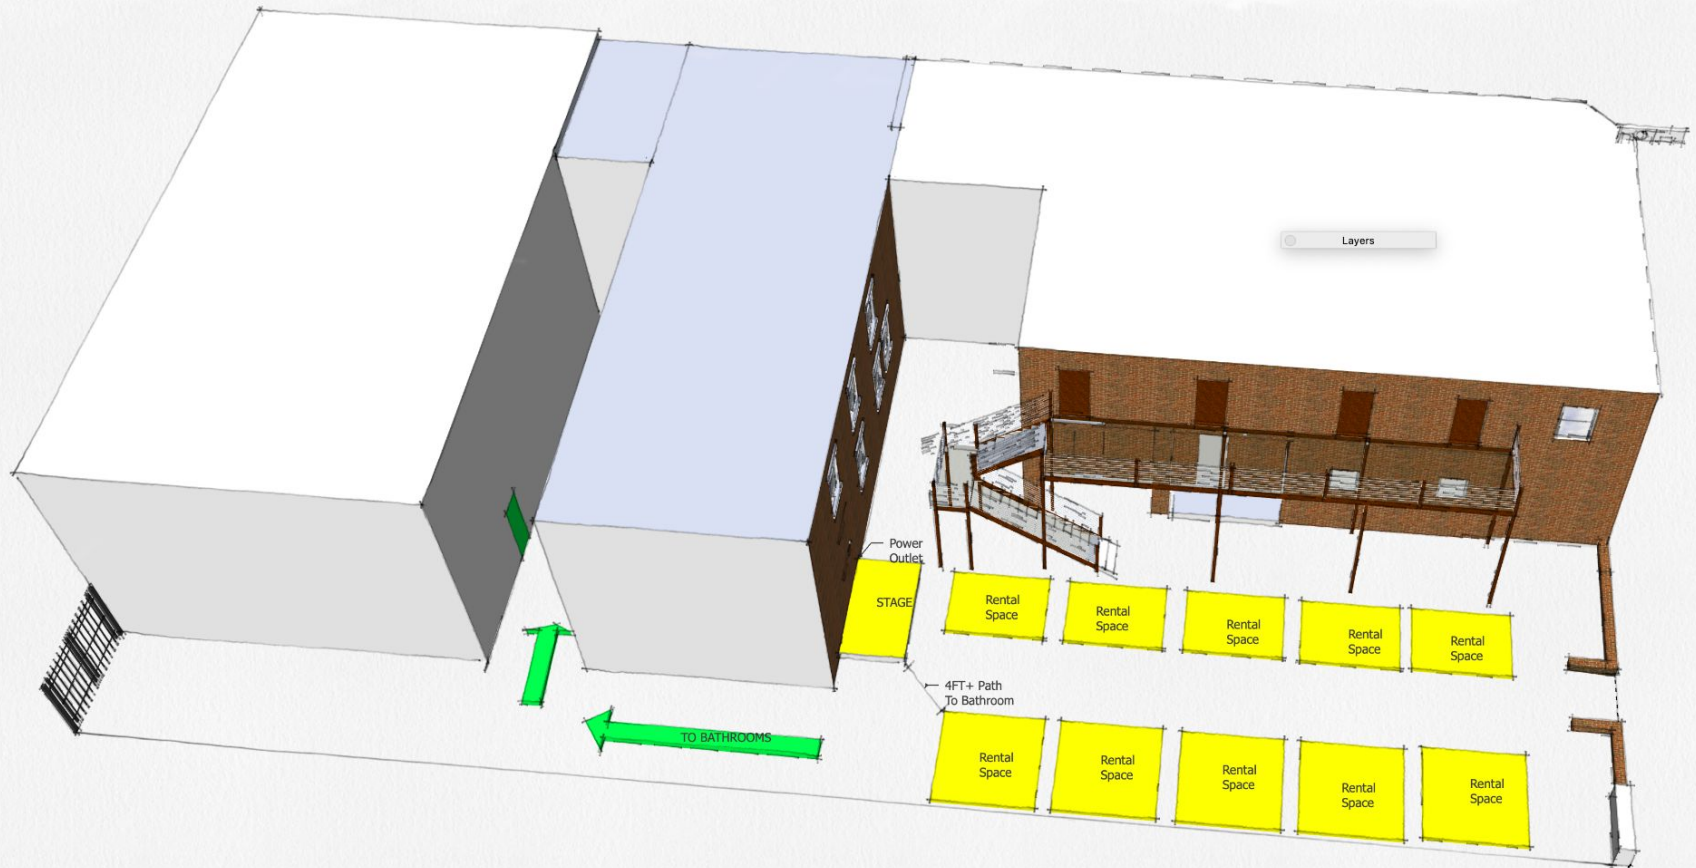 Layers
Power
Outlet
STAGE
Rental
Space
Rental
Space
Rental
Space
Rental
Space
Rental
Space
4FT+ Path
To Bathroom
TO BATHROOMS
Rental
Space
Rental
Space
Rental
Space
Rental
Space
Rental
Space